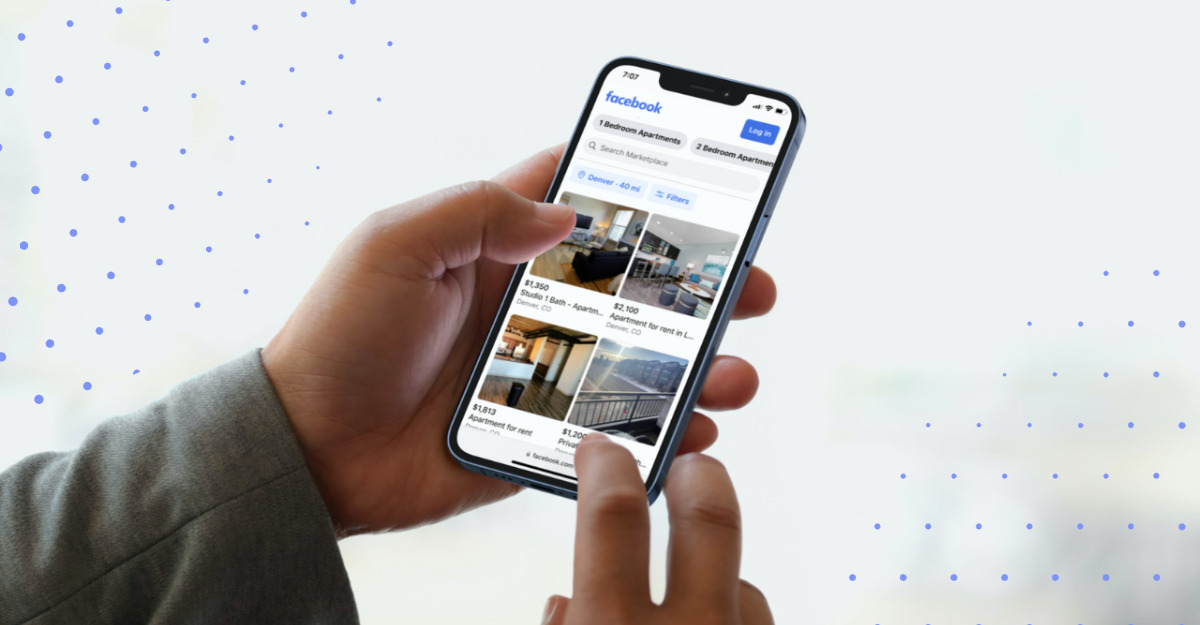 7:07
facebook
Log in
1 Bedroom Apartments
2 Bedroom Apartmen
Search Marketplace
Denver · 40 mi
Filters
$1,350
Studio 1 Bath - Apartm...
Denver, CO
$2,100
Apartment for rent in L...
Denver, CO
$1,813
Apartment for rent
Denver, CO
$1,200
Privat
facebook.com